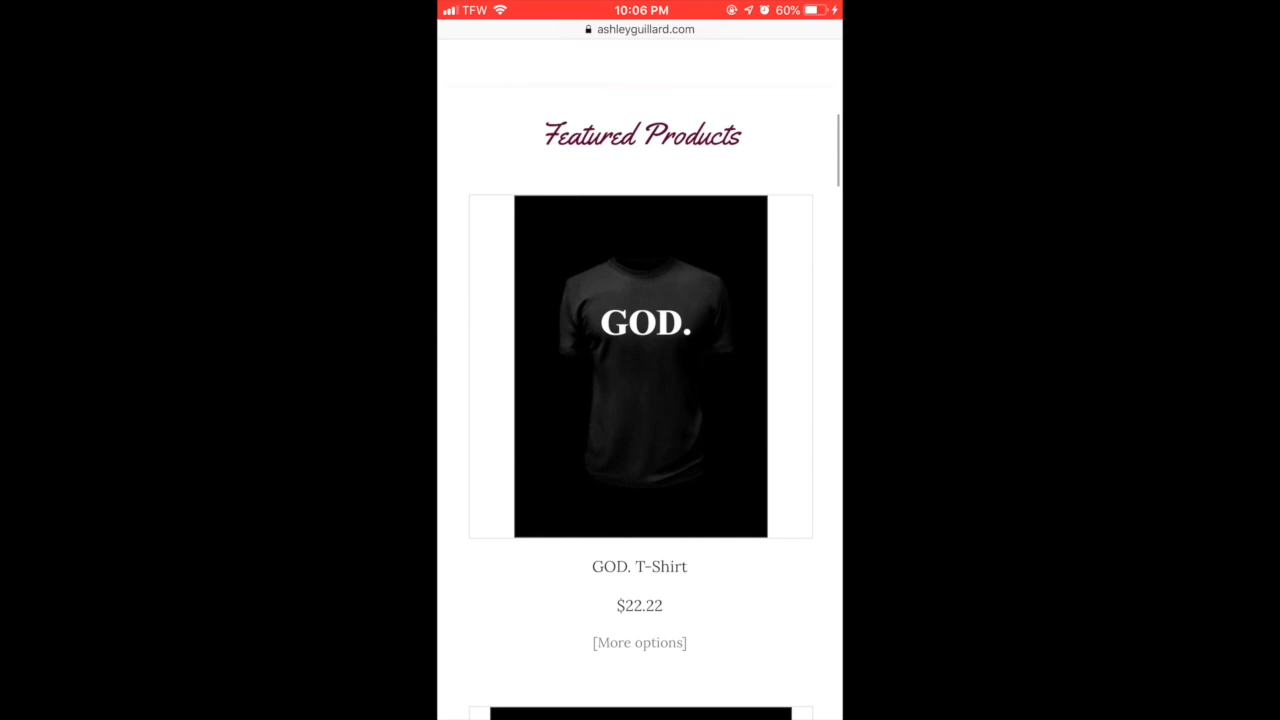 TFW 10:06 PM 60%
ashleyguillard.com
Featured Products
GOD.
GOD. T-Shirt
$22.22
[More options]